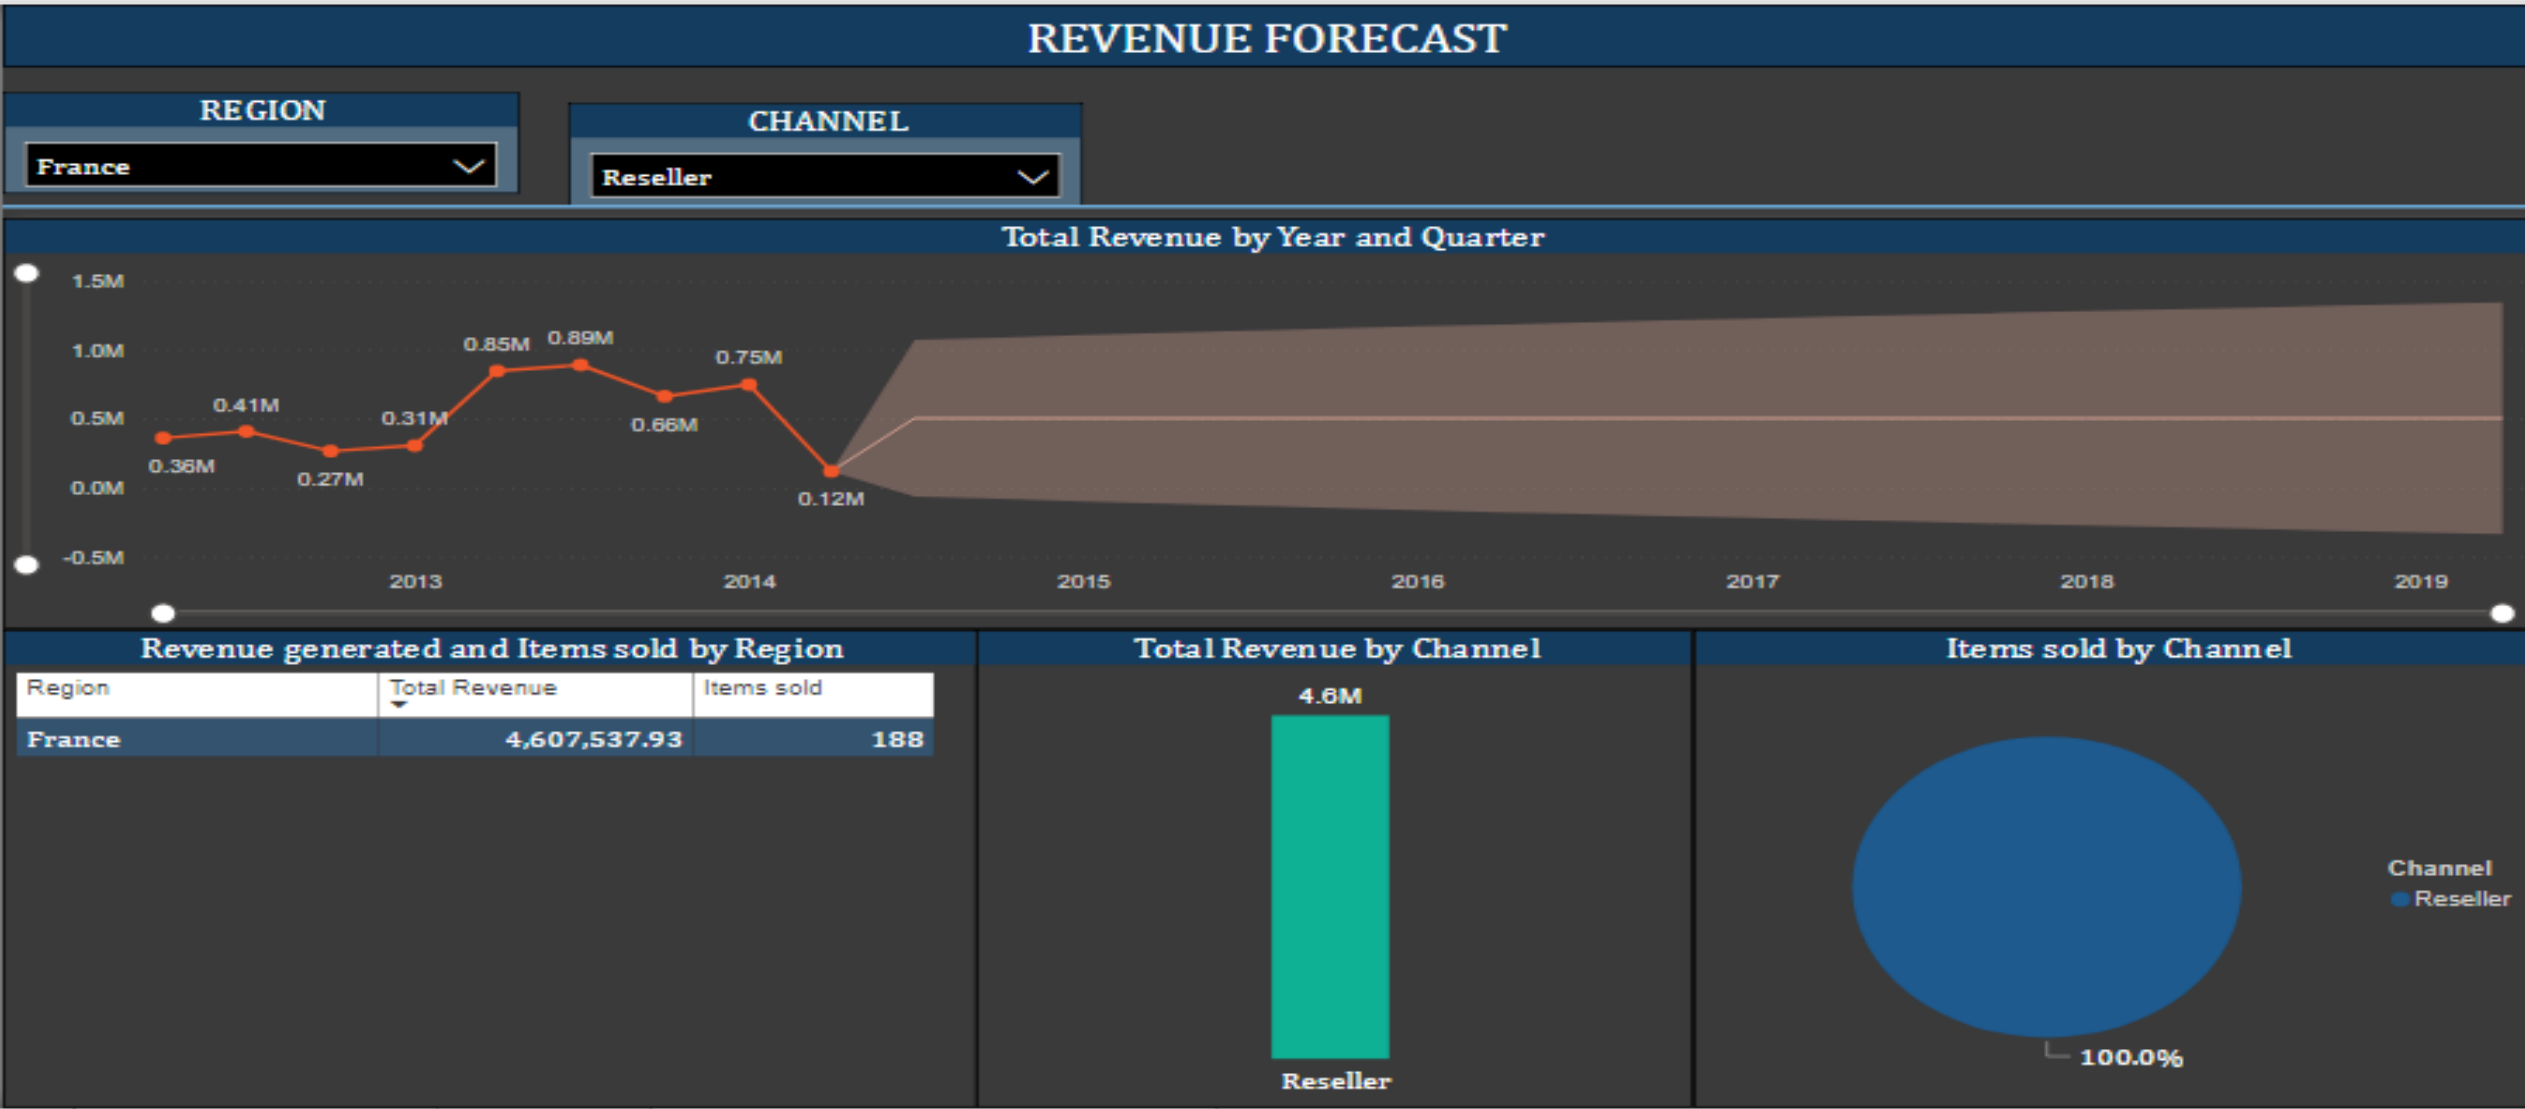 REVENUE FORECAST
REGION
France
CHANNEL
Reseller
Total Revenue by Year and Quarter
1.5M
1.0M
0.5M
0.0M
-0.5M
0.36M
0.41M
0.27M
0.31M
0.85M
0.89M
0.66M
0.75M
0.12M
2013 2014 2015 2016 2017 2018 2019
Revenue generated and Items sold by Region
Region Total Revenue Items sold
France 4,607,537.93 188
Total Revenue by Channel
4.6M
Reseller
Items sold by Channel
100.0%
Channel
Reseller